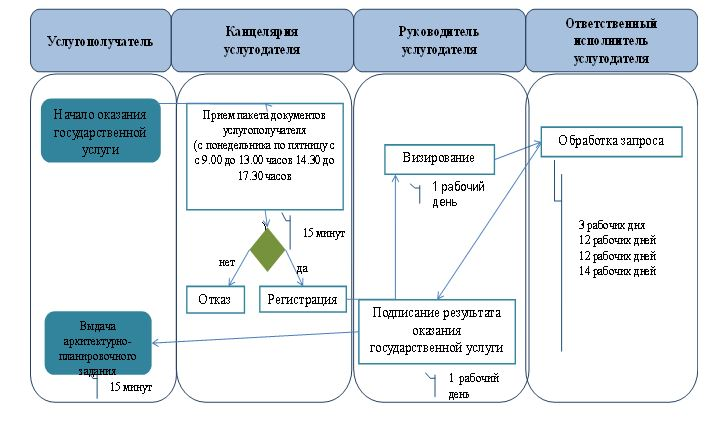 Услугополучатель
Канцелярия
услугодателя
Руководитель
услугодателя
Ответственный
исполнитель
услугодателя
Начало оказания
государственной
услуги
Прием пакета документов
услугополучателя
(с понедельника по пятницу с
с 9.00 до 13.00 часов 14.30 до
17.30 часов
15 минут
нет
да
Отказ
Регистрация
Визирование
1 рабочий
день
Обработка запроса
3 рабочих дня
12 рабочих дней
12 рабочих дней
14 рабочих дней
Подписание результата
оказания
государственной услуги
1 рабочий
день
Выдача
архитектурно-
планировочного
задания
15 минут